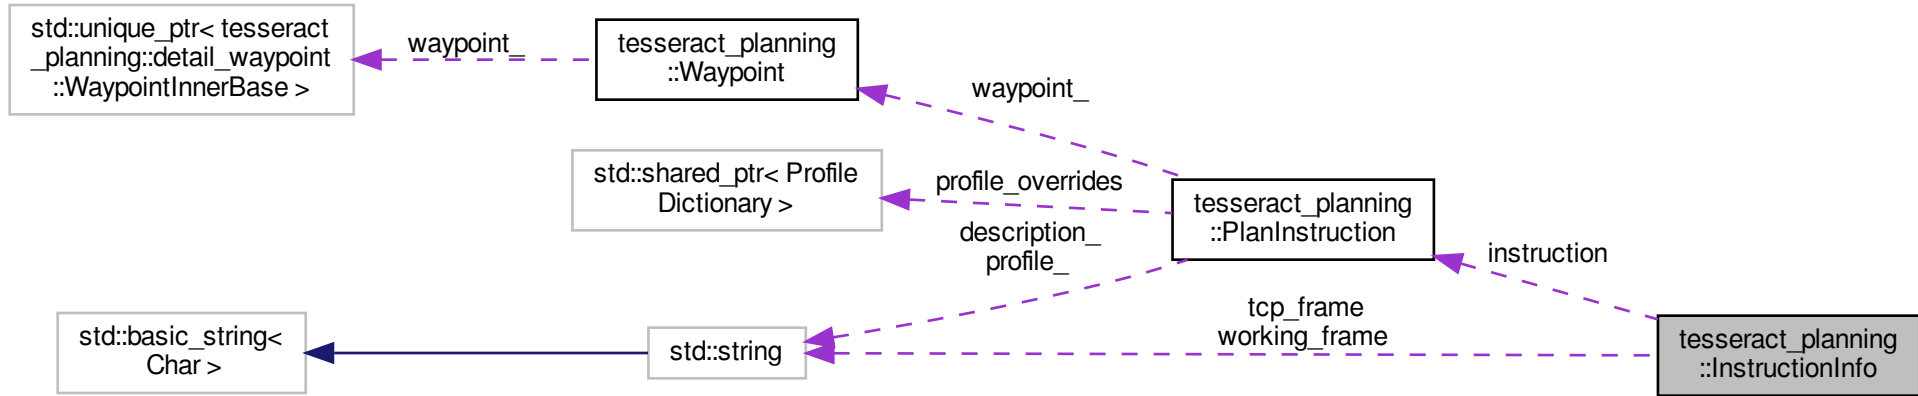 std::unique_ptr< tesseract
_planning::detail_waypoint
::WaypointInnerBase >
waypoint_
tesseract_planning
::Waypoint
waypoint_
std::shared_ptr< Profile
Dictionary >
profile_overrides
description_
profile_
tesseract_planning
::PlanInstruction
instruction
std::basic_string<
Char >
std::string
tcp_frame
working_frame
tesseract_planning
::InstructionInfo